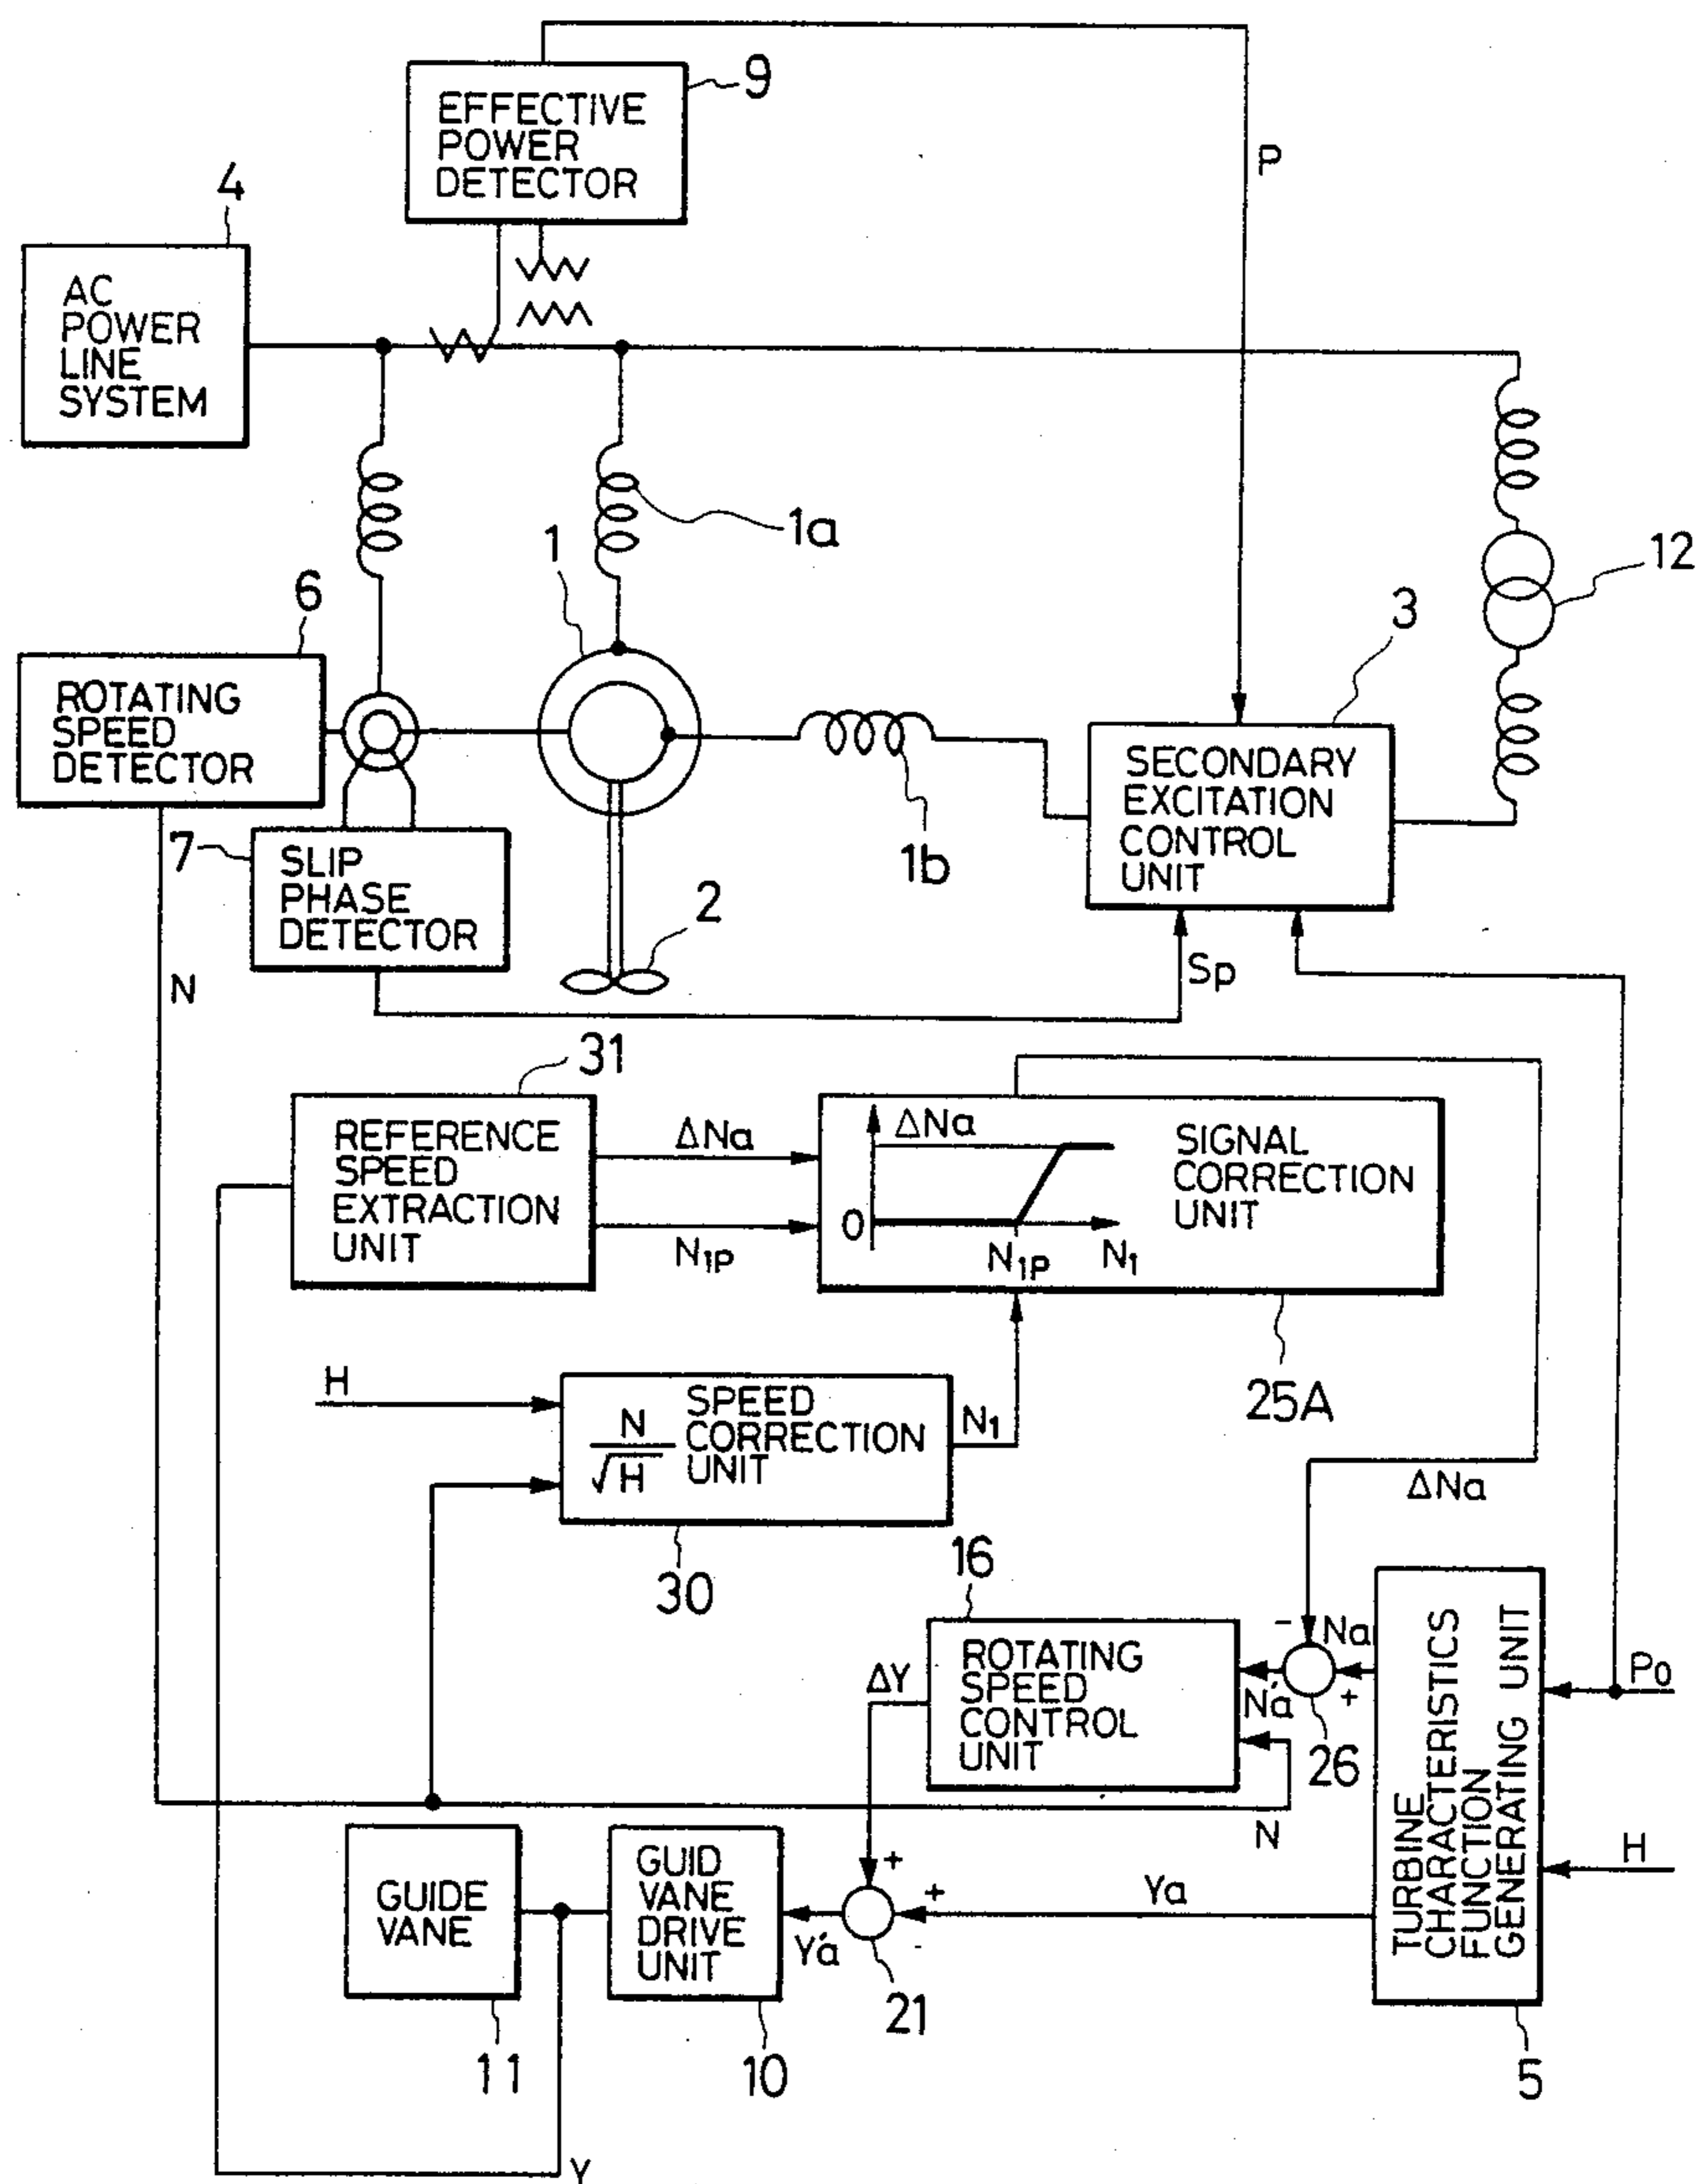 9
EFFECTIVE
POWER
DETECTOR
P
4
AC
POWER
LINE
SYSTEM
1a
1
12
6
3
ROTATING
SPEED
DETECTOR
SECONDARY
EXCITATION
CONTROL
UNIT
1b
7
SLIP
PHASE
DETECTOR
2
N
Sp
31
REFERENCE
SPEED
EXTRACTION
UNIT
ΔNa
N1P
ΔNa
0
N1P
N1
SIGNAL
CORRECTION
UNIT
25A
H
N
√H
SPEED
CORRECTION
UNIT
N1
30
ΔNa
16
ROTATING
SPEED
CONTROL
UNIT
-
Na
+
N'a
26
ΔY
N
TURBINE
CHARACTERISTICS
FUNCTION
GENERATING UNIT
Po
H
5
GUIDE
VANE
11
GUID
VANE
DRIVE
UNIT
10
+
+
Ya
Y'a
21
Y